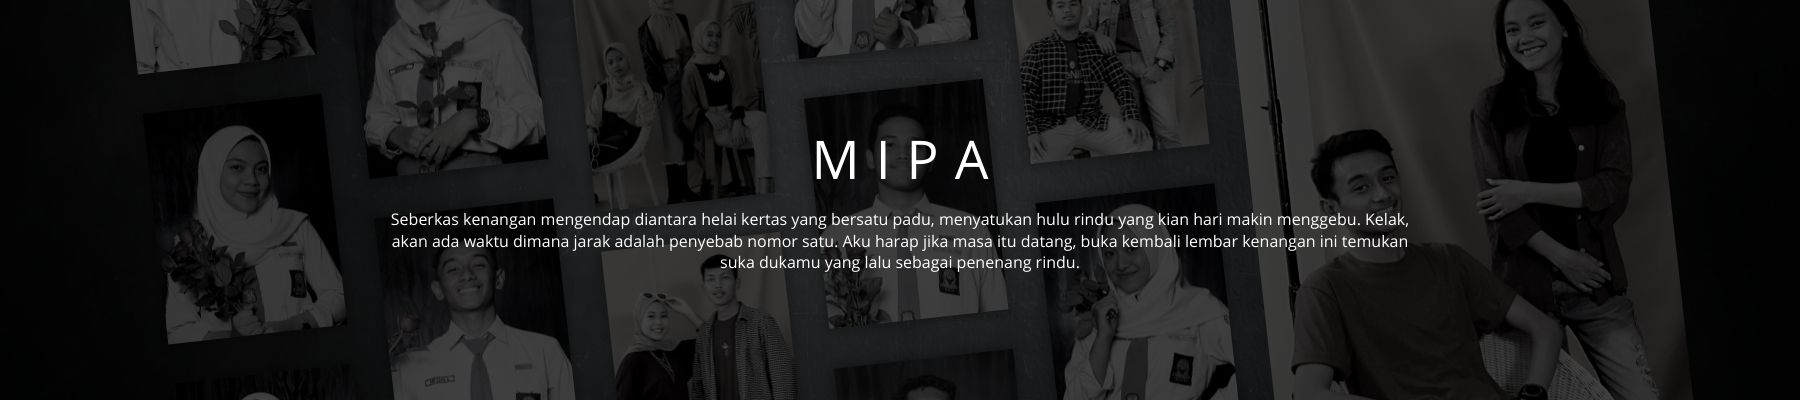 MIPA
Seberkas kenangan mengendap diantara helai kertas yang bersatu padu, menyatukan hulu rindu yang kian hari makin menggebu. Kelak,
akan ada waktu dimana jarak adalah penyebab nomor satu. Aku harap jika masa itu datang, buka kembali lembar kenangan ini temukan
suka dukamu yang lalu sebagai penenang rindu.